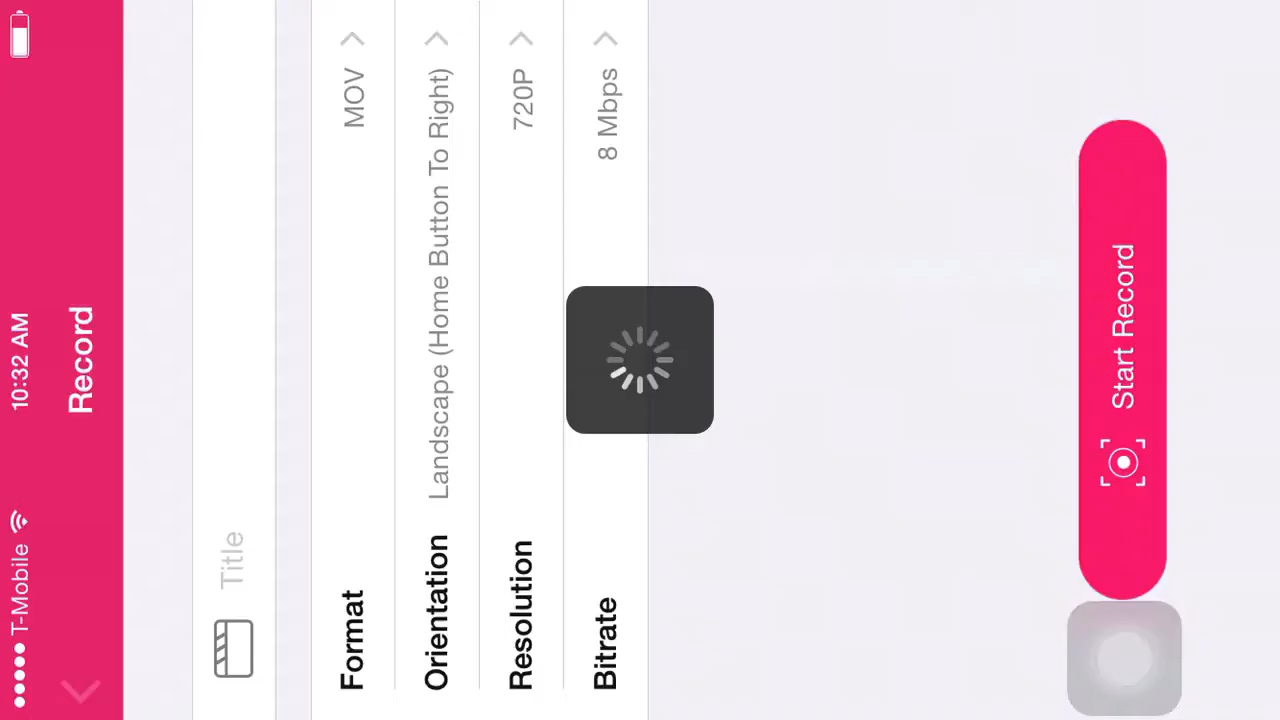 T-Mobile 10:32 AM
Record
Title
Format MOV
Orientation Landscape (Home Button To Right)
Resolution 720P
Bitrate 8 Mbps
Start Record